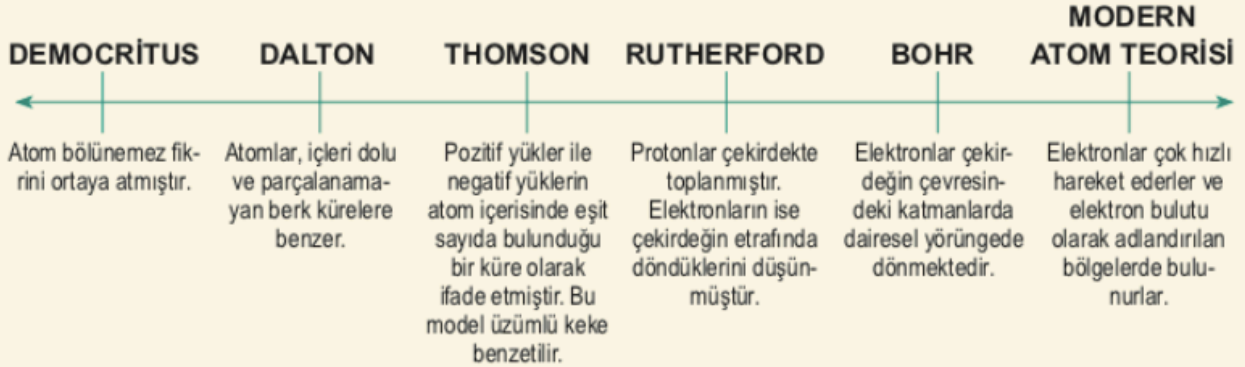 DEMOCRİTUS
Atom bölünemez fik-
rini ortaya atmıştır.
DALTON
Atomlar, içleri dolu
ve parçalanama-
yan berk kürelere
benzer.
THOMSON
Pozitif yükler ile
negatif yüklerin
atom içerisinde eşit
sayıda bulunduğu
bir küre olarak
ifade etmiştir. Bu
model üzümlü keke
benzetilir.
RUTHERFORD
Protonlar çekirdekte
toplanmıştır.
Elektronların ise
çekirdeğin etrafında
döndüklerini düşün-
müştür.
BOHR
Elektronlar çekir-
değin çevresin-
deki katmanlarda
dairesel yörüngede
dönmektedir.
MODERN
ATOM TEORİSİ
Elektronlar çok hızlı
hareket ederler ve
elektron bulutu
olarak adlandırılan
bölgelerde bulu-
nurlar.